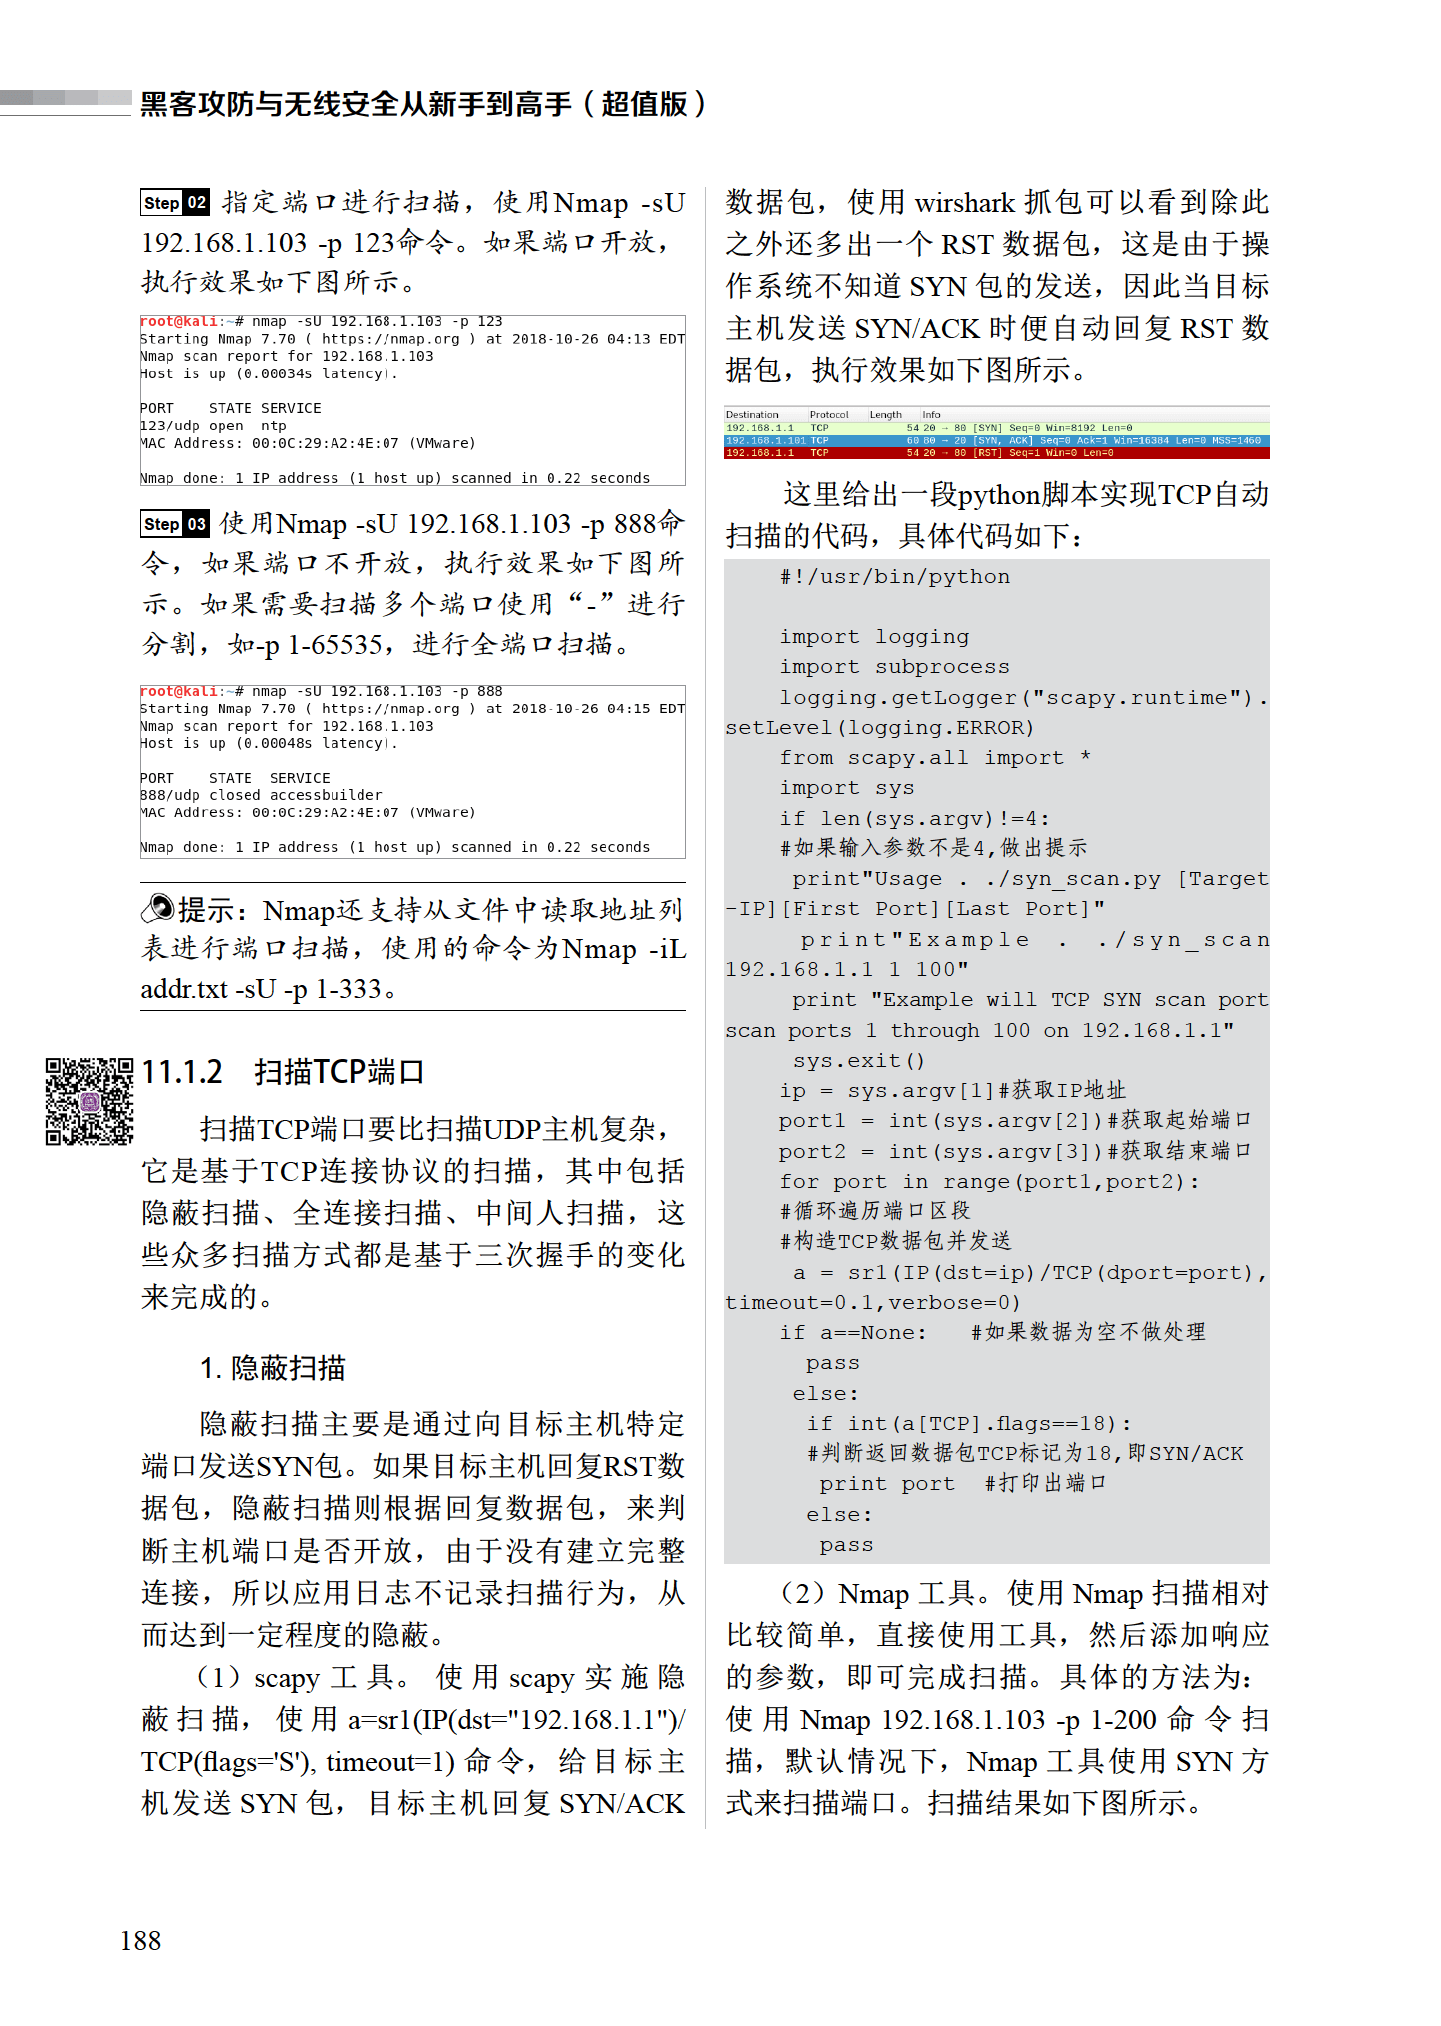 黑客攻防与无线安全从新手到高手（超值版）
Step 02 指定端口进行扫描，使用Nmap -sU
192.168.1.103 -p 123命令。如果端口开放，
执行效果如下图所示。
root@kali:~# nmap -sU 192.168.1.103 -p 123
Starting Nmap 7.70 ( https://nmap.org ) at 2018-10-26 04:13 EDT
Nmap scan report for 192.168.1.103
Host is up (0.00034s latency).
PORT    STATE SERVICE
123/udp open  ntp
MAC Address: 00:0C:29:A2:4E:07 (VMware)
Nmap done: 1 IP address (1 host up) scanned in 0.22 seconds
Step 03 使用Nmap -sU 192.168.1.103 -p 888命
令，如果端口不开放，执行效果如下图所
示。如果需要扫描多个端口使用“-”进行
分割，如-p 1-65535，进行全端口扫描。
root@kali:~# nmap -sU 192.168.1.103 -p 888
Starting Nmap 7.70 ( https://nmap.org ) at 2018-10-26 04:15 EDT
Nmap scan report for 192.168.1.103
Host is up (0.00048s latency).
PORT    STATE  SERVICE
888/udp closed accessbuilder
MAC Address: 00:0C:29:A2:4E:07 (VMware)
Nmap done: 1 IP address (1 host up) scanned in 0.22 seconds
提示：Nmap还支持从文件中读取地址列
表进行端口扫描，使用的命令为Nmap -iL
addr.txt -sU -p 1-333。
11.1.2　扫描TCP端口
扫描TCP端口要比扫描UDP主机复杂，
它是基于TCP连接协议的扫描，其中包括
隐蔽扫描、全连接扫描、中间人扫描，这
些众多扫描方式都是基于三次握手的变化
来完成的。
1. 隐蔽扫描
隐蔽扫描主要是通过向目标主机特定
端口发送SYN包。如果目标主机回复RST数
据包，隐蔽扫描则根据回复数据包，来判
断主机端口是否开放，由于没有建立完整
连接，所以应用日志不记录扫描行为，从
而达到一定程度的隐蔽。
（1）scapy 工具。使用 scapy 实施隐
蔽扫描，使用 a=sr1(IP(dst="192.168.1.1")/
TCP(flags='S'), timeout=1) 命令，给目标主
机发送 SYN 包，目标主机回复 SYN/ACK
数据包，使用 wirshark 抓包可以看到除此
之外还多出一个 RST 数据包，这是由于操
作系统不知道 SYN 包的发送，因此当目标
主机发送 SYN/ACK 时便自动回复 RST 数
据包，执行效果如下图所示。
Destination Protocol Length Info
192.168.1.1 TCP 54 20 → 80 [SYN] Seq=0 Win=8192 Len=0
192.168.1.101 TCP 60 80 → 20 [SYN, ACK] Seq=0 Ack=1 Win=16384 Len=0 MSS=1460
192.168.1.1 TCP 54 20 → 80 [RST] Seq=1 Win=0 Len=0
这里给出一段python脚本实现TCP自动
扫描的代码，具体代码如下：
#!/usr/bin/python
import logging
import subprocess
logging.getLogger("scapy.runtime").
setLevel(logging.ERROR)
from scapy.all import *
import sys
if len(sys.argv)!=4:
#如果输入参数不是4,做出提示
print"Usage . ./syn_scan.py [Target
-IP][First Port][Last Port]"
print"Example . ./syn_scan
192.168.1.1 1 100"
print "Example will TCP SYN scan port
scan ports 1 through 100 on 192.168.1.1"
sys.exit()
ip = sys.argv[1]#获取IP地址
port1 = int(sys.argv[2])#获取起始端口
port2 = int(sys.argv[3])#获取结束端口
for port in range(port1,port2):
#循环遍历端口区段
#构造TCP数据包并发送
a = sr1(IP(dst=ip)/TCP(dport=port),
timeout=0.1,verbose=0)
if a==None:   #如果数据为空不做处理
pass
else:
if int(a[TCP].flags==18):
#判断返回数据包TCP标记为18,即SYN/ACK
print port  #打印出端口
else:
pass
（2）Nmap 工具。使用 Nmap 扫描相对
比较简单，直接使用工具，然后添加响应
的参数，即可完成扫描。具体的方法为：
使用 Nmap 192.168.1.103 -p 1-200 命令扫
描，默认情况下，Nmap 工具使用 SYN 方
式来扫描端口。扫描结果如下图所示。
188